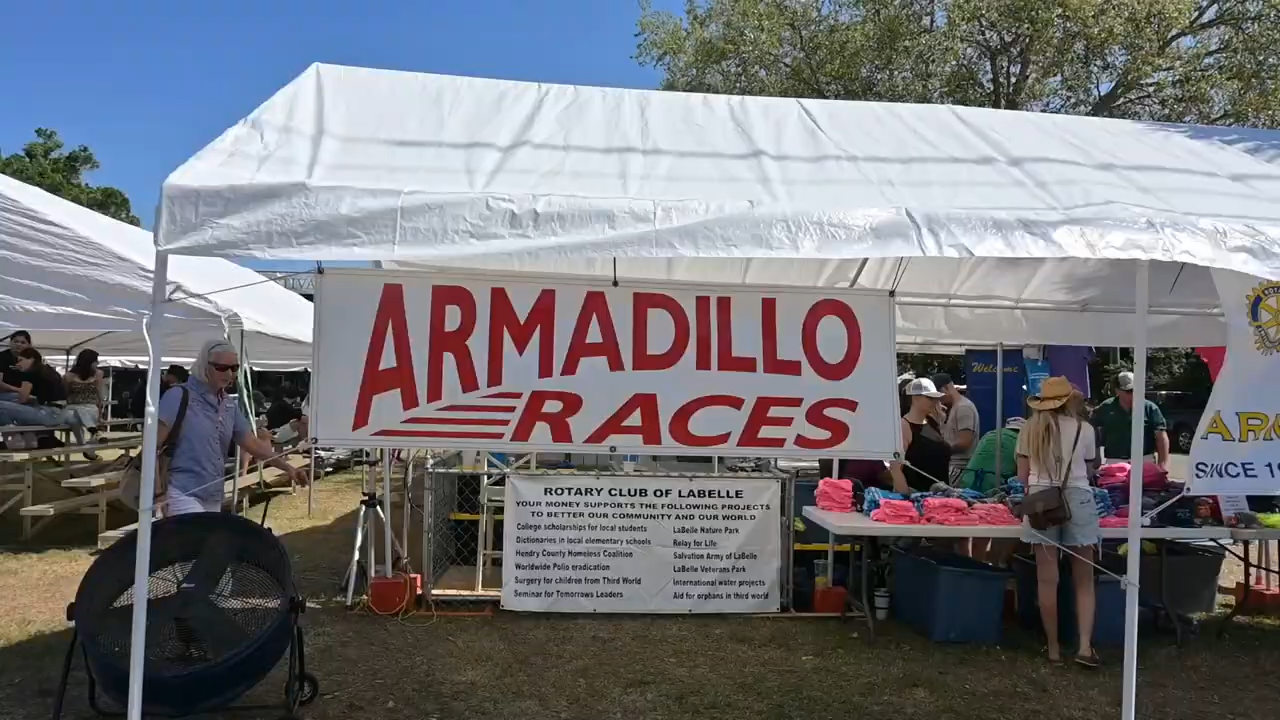 ARMADILLO
RACES
ROTARY CLUB OF LABELLE
YOUR MONEY SUPPORTS THE FOLLOWING PROJECTS
TO BETTER OUR COMMUNITY AND OUR WORLD
College scholarships for local students
Dictionaries in local elementary schools
Hendry County Homeless Coalition
Worldwide Polio eradication
Surgery for children from Third World
Seminar for Tomorrows Leaders
LaBelle Nature Park
Relay for Life
Salvation Army of LaBelle
LaBelle Veterans Park
International water projects
Aid for orphans in third world
Welcome
SINCE